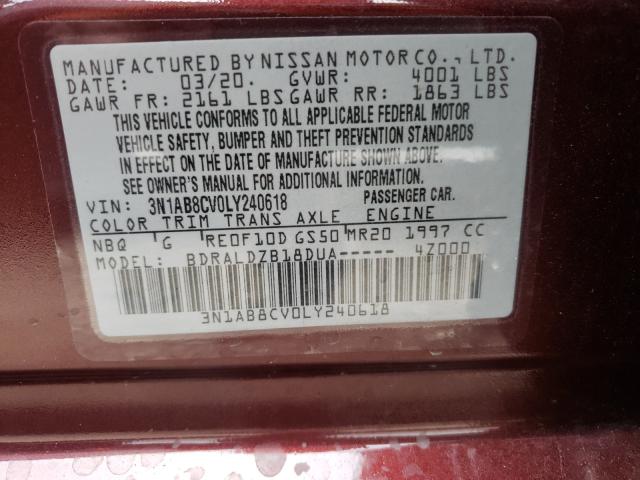 MANUFACTURED BY NISSAN MOTOR CO., LTD.
DATE: 03/20. GVWR: 4001 LBS
GAWR FR: 2161 LBS GAWR RR: 1863 LBS
THIS VEHICLE CONFORMS TO ALL APPLICABLE FEDERAL MOTOR
VEHICLE SAFETY, BUMPER AND THEFT PREVENTION STANDARDS
IN EFFECT ON THE DATE OF MANUFACTURE SHOWN ABOVE.
SEE OWNER'S MANUAL FOR ADDITIONAL INFORMATION.
VIN: 3N1AB8CV0LY240618 PASSENGER CAR.
COLOR TRIM TRANS AXLE ENGINE
NBQ G RE0F10D GS50 MR20 1997 CC
MODEL: BDRALDZB18DUA----- 4Z000
3N1AB8CV0LY240618